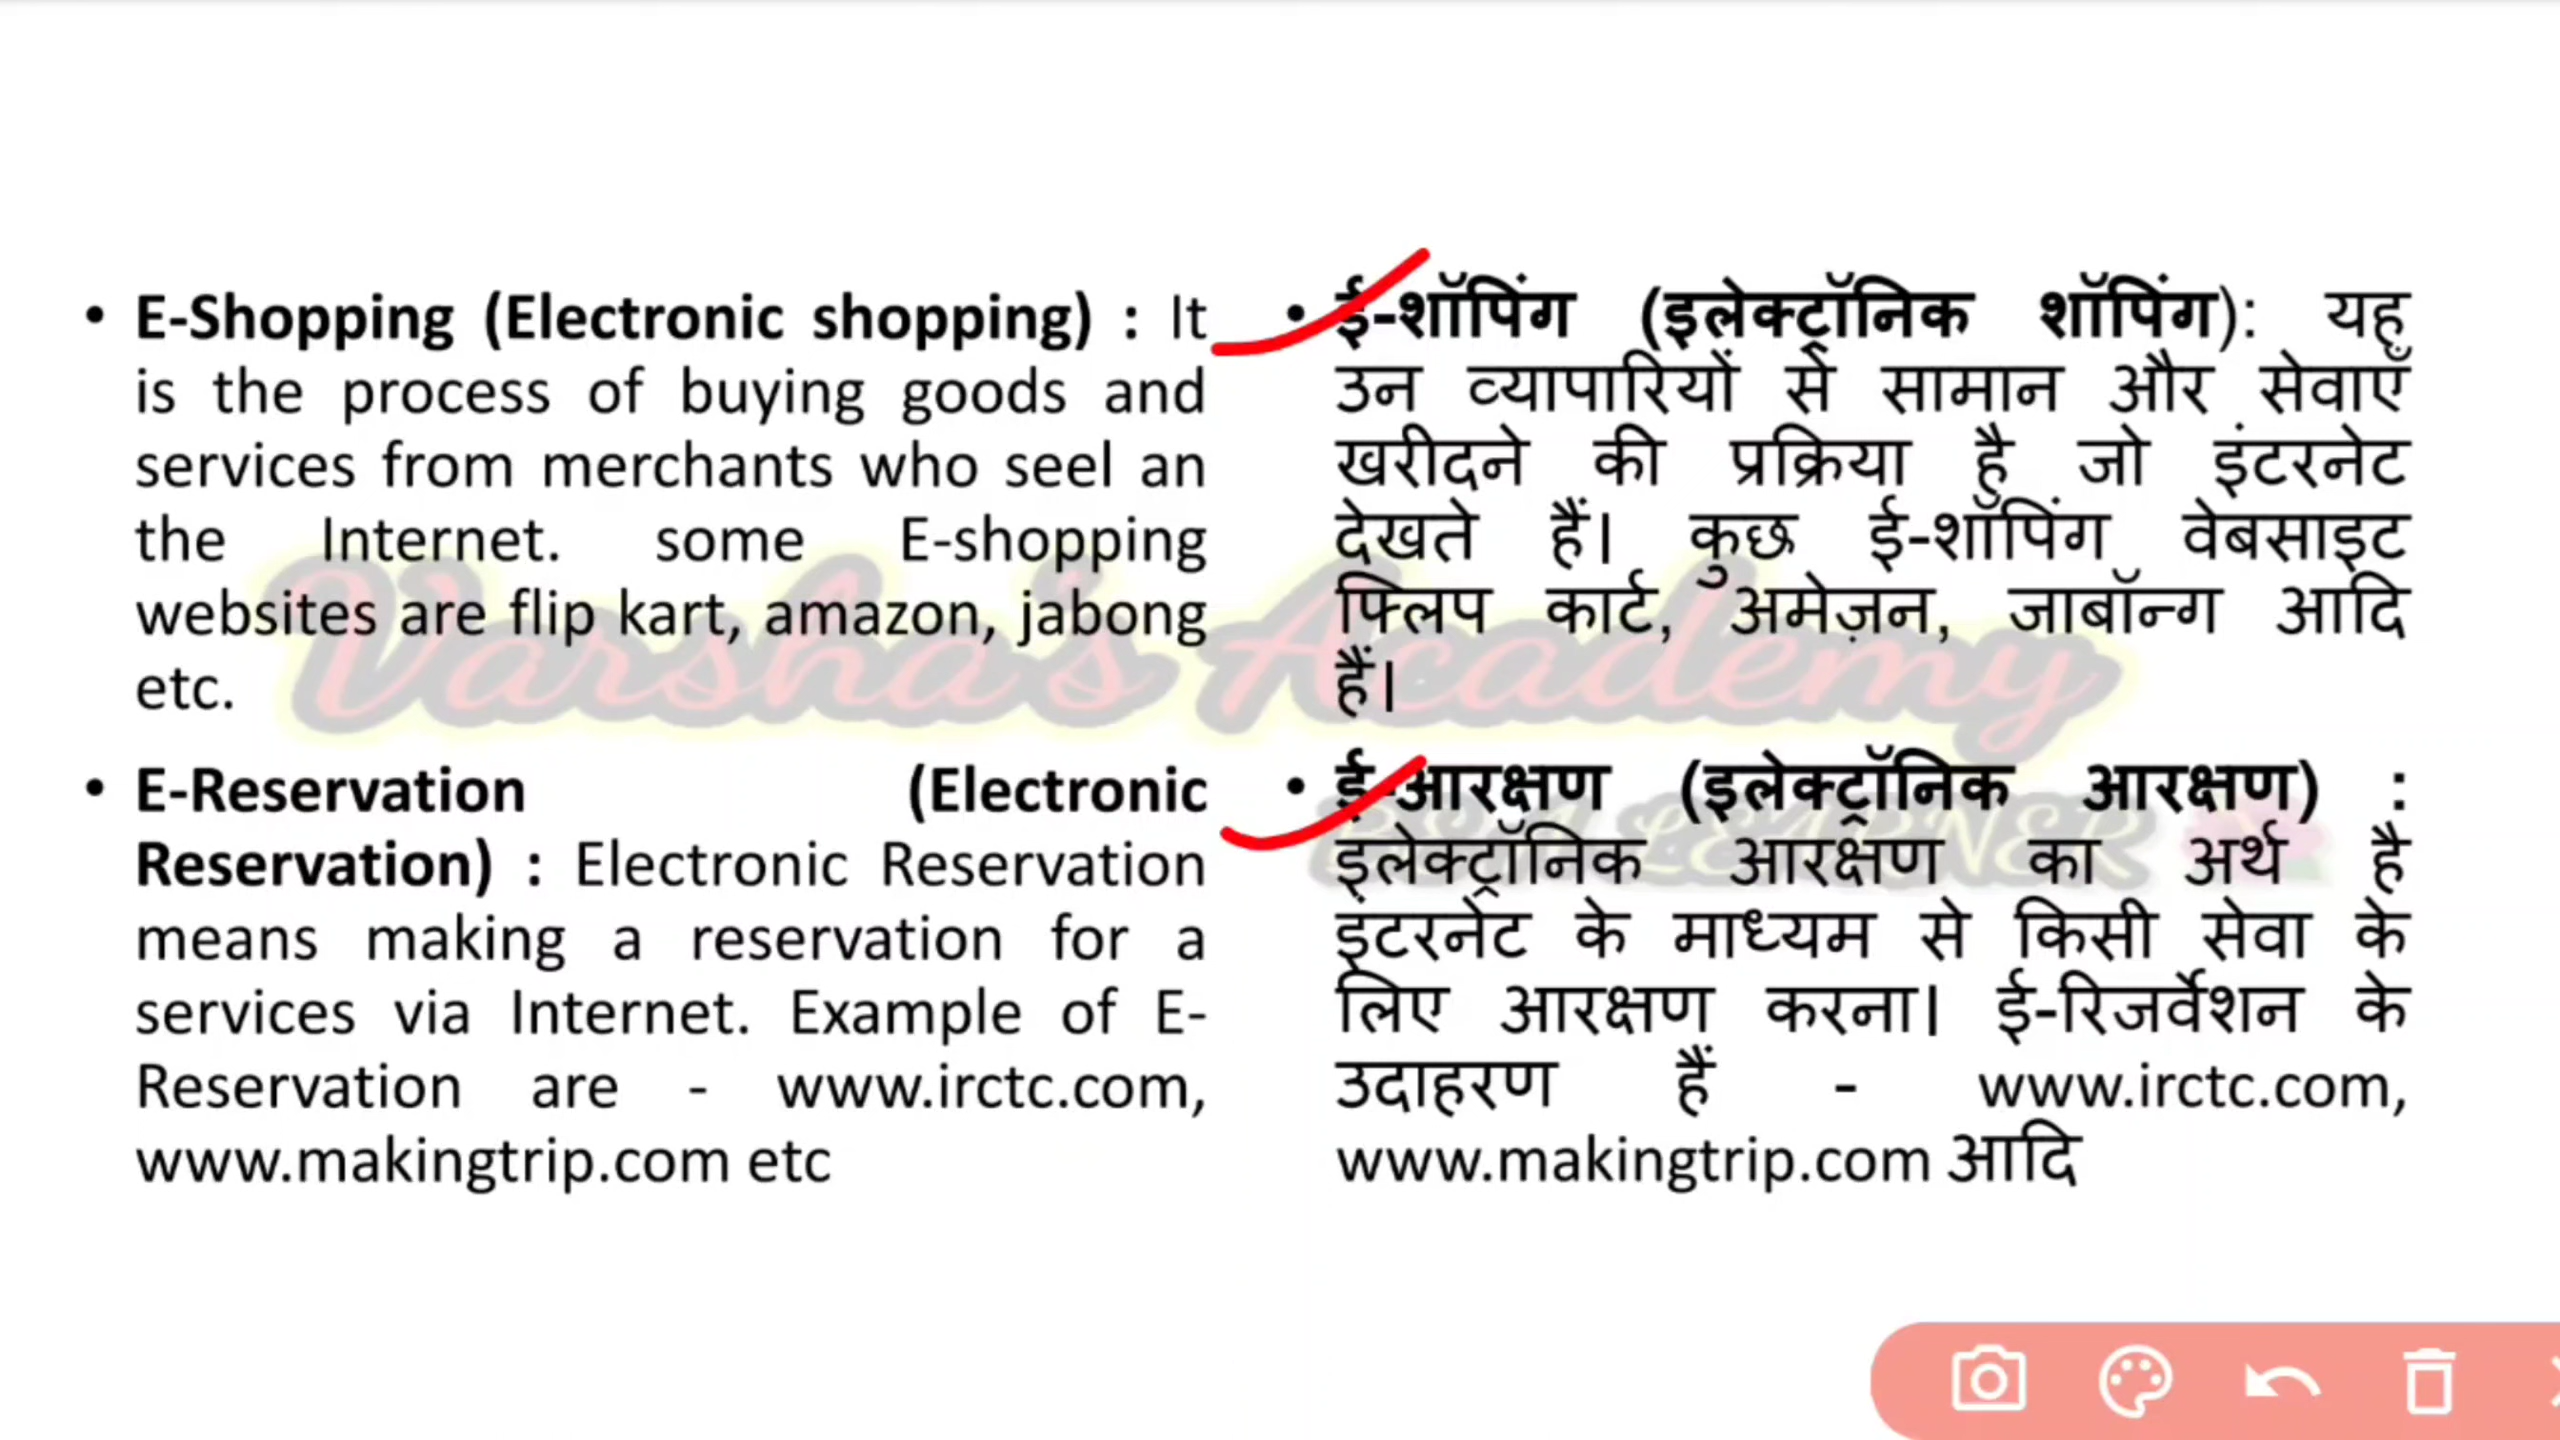 • E-Shopping (Electronic shopping) : It
is the process of buying goods and
services from merchants who seel an
the Internet. some E-shopping
websites are flip kart, amazon, jabong
etc.
• E-Reservation (Electronic
Reservation) : Electronic Reservation
means making a reservation for a
services via Internet. Example of E-
Reservation are - www.irctc.com,
www.makingtrip.com etc
• ई-शॉपिंग (इलेक्ट्रॉनिक शॉपिंग): यह
उन व्यापारियों से सामान और सेवाएँ
खरीदने की प्रक्रिया है जो इंटरनेट
देखते हैं। कुछ ई-शॉपिंग वेबसाइट
फ्लिप कार्ट, अमेज़न, जाबॉन्ग आदि
हैं।
• ई-आरक्षण (इलेक्ट्रॉनिक आरक्षण) :
इलेक्ट्रॉनिक आरक्षण का अर्थ है
इंटरनेट के माध्यम से किसी सेवा के
लिए आरक्षण करना। ई-रिजर्वेशन के
उदाहरण हैं - www.irctc.com,
www.makingtrip.com आदि
Varsha's Academy
LEARNER